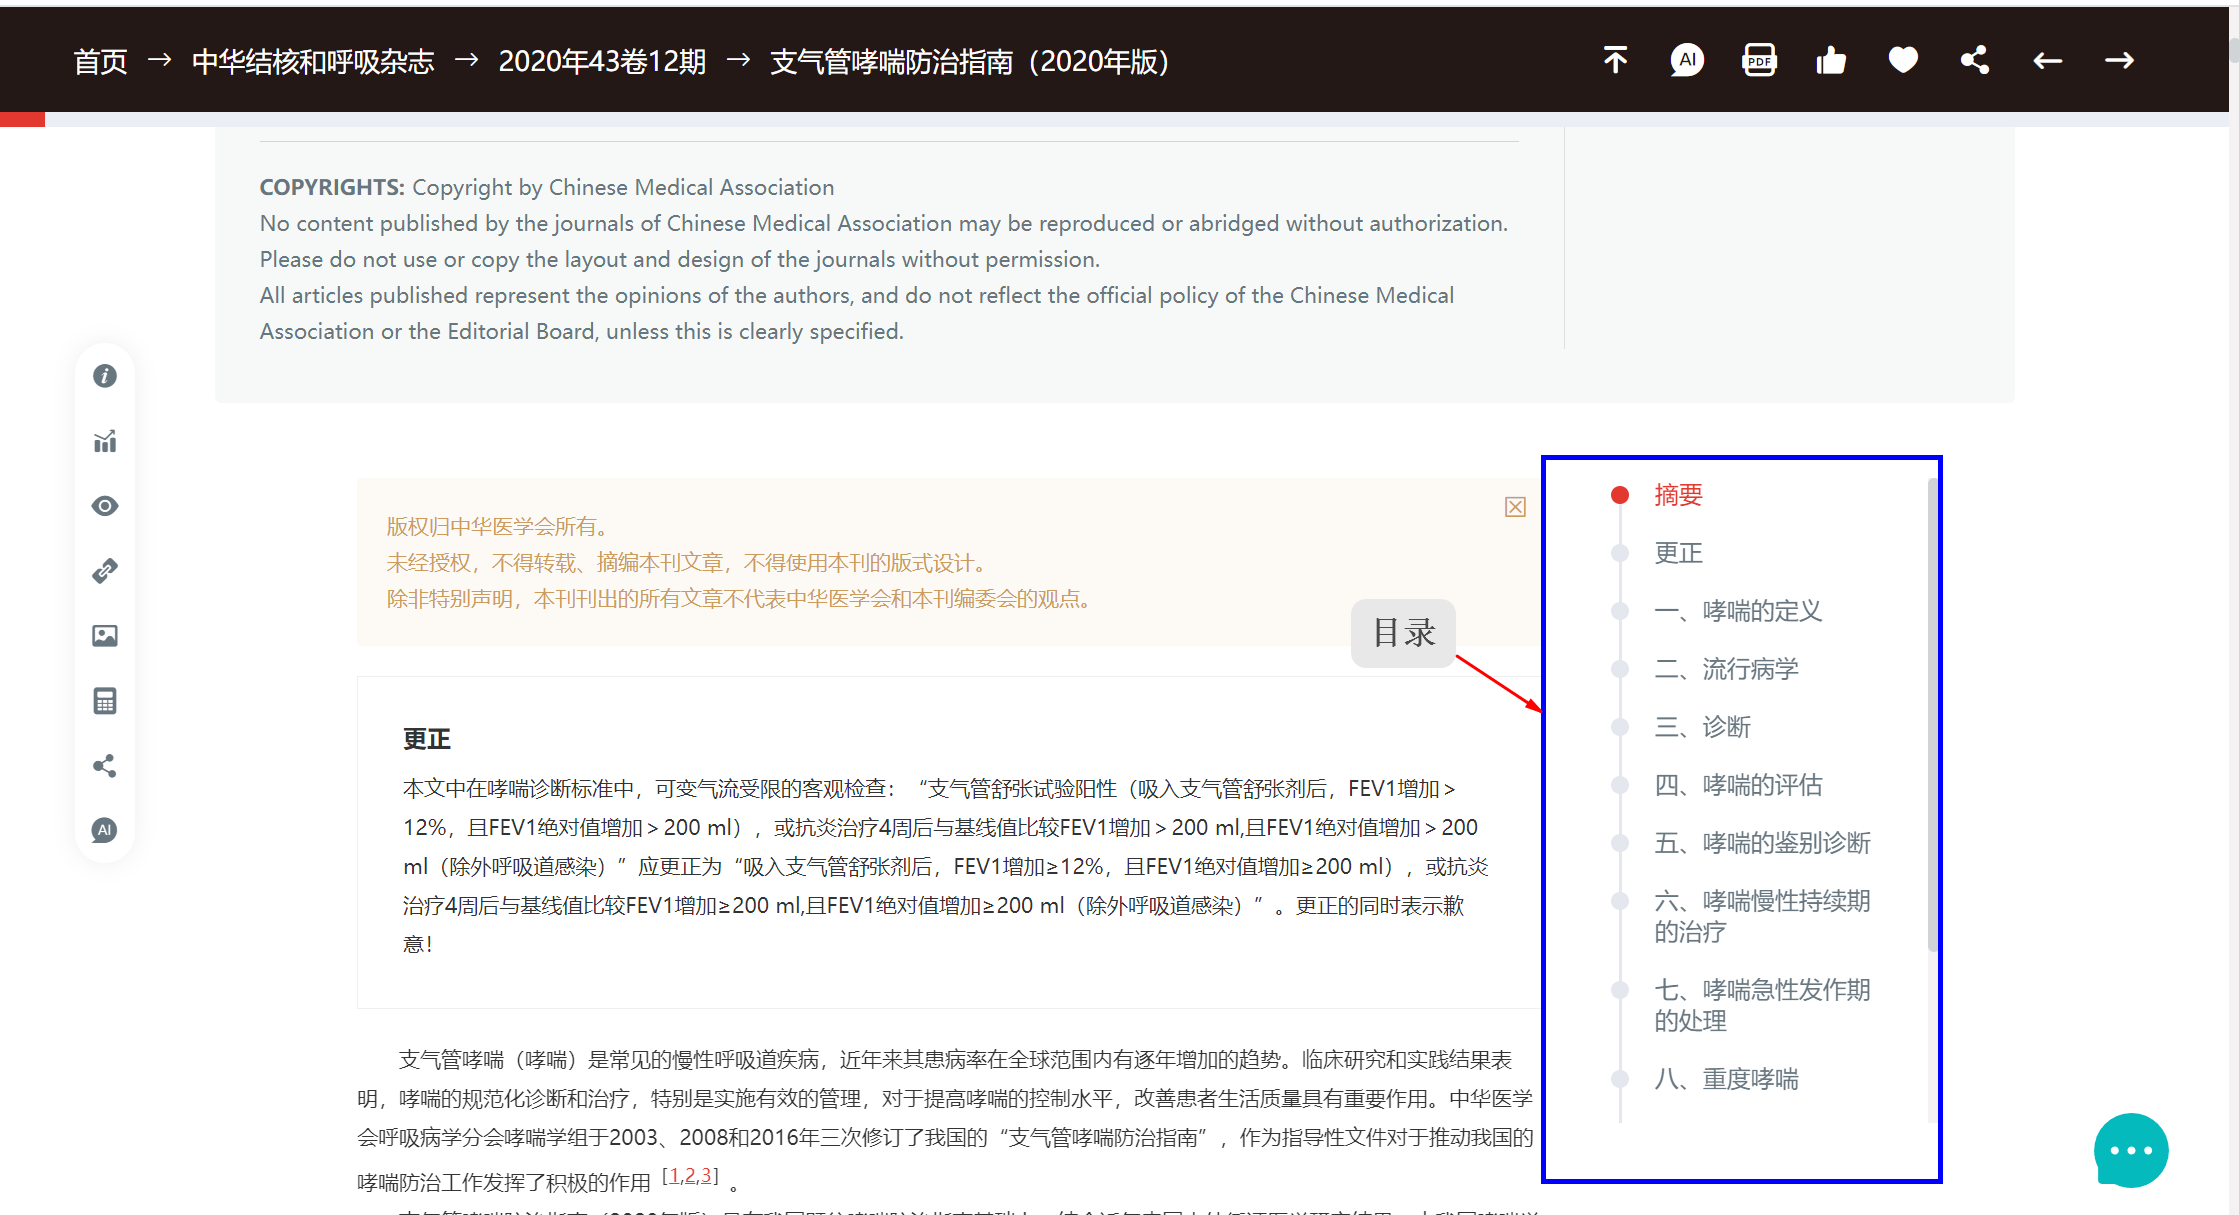 首页 → 中华结核和呼吸杂志 → 2020年43卷12期 → 支气管哮喘防治指南（2020年版）
AI
PDF
COPYRIGHTS: Copyright by Chinese Medical Association
No content published by the journals of Chinese Medical Association may be reproduced or abridged without authorization.
Please do not use or copy the layout and design of the journals without permission.
All articles published represent the opinions of the authors, and do not reflect the official policy of the Chinese Medical
Association or the Editorial Board, unless this is clearly specified.
AI
版权归中华医学会所有。
未经授权，不得转载、摘编本刊文章，不得使用本刊的版式设计。
除非特别声明，本刊刊出的所有文章不代表中华医学会和本刊编委会的观点。
目录
更正
本文中在哮喘诊断标准中，可变气流受限的客观检查：“支气管舒张试验阳性（吸入支气管舒张剂后，FEV1增加＞
12%，且FEV1绝对值增加＞200 ml），或抗炎治疗4周后与基线值比较FEV1增加＞200 ml,且FEV1绝对值增加＞200
ml（除外呼吸道感染）”应更正为“吸入支气管舒张剂后，FEV1增加≥12%，且FEV1绝对值增加≥200 ml），或抗炎
治疗4周后与基线值比较FEV1增加≥200 ml,且FEV1绝对值增加≥200 ml（除外呼吸道感染）”。更正的同时表示歉
意！
支气管哮喘（哮喘）是常见的慢性呼吸道疾病，近年来其患病率在全球范围内有逐年增加的趋势。临床研究和实践结果表
明，哮喘的规范化诊断和治疗，特别是实施有效的管理，对于提高哮喘的控制水平，改善患者生活质量具有重要作用。中华医学
会呼吸病学分会哮喘学组于2003、2008和2016年三次修订了我国的“支气管哮喘防治指南”，作为指导性文件对于推动我国的
哮喘防治工作发挥了积极的作用 [1,2,3] 。
摘要
更正
一、哮喘的定义
二、流行病学
三、诊断
四、哮喘的评估
五、哮喘的鉴别诊断
六、哮喘慢性持续期
的治疗
七、哮喘急性发作期
的处理
八、重度哮喘